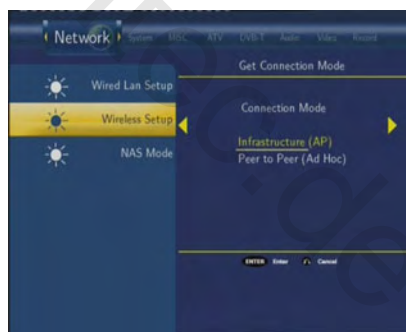 Network System MISC ATV DVB-T Audio Video Record
Get Connection Mode
Wired Lan Setup
Connection Mode
Wireless Setup
Infrastructure (AP)
NAS Mode
Peer to Peer (Ad Hoc)
ENTER Enter Cancel